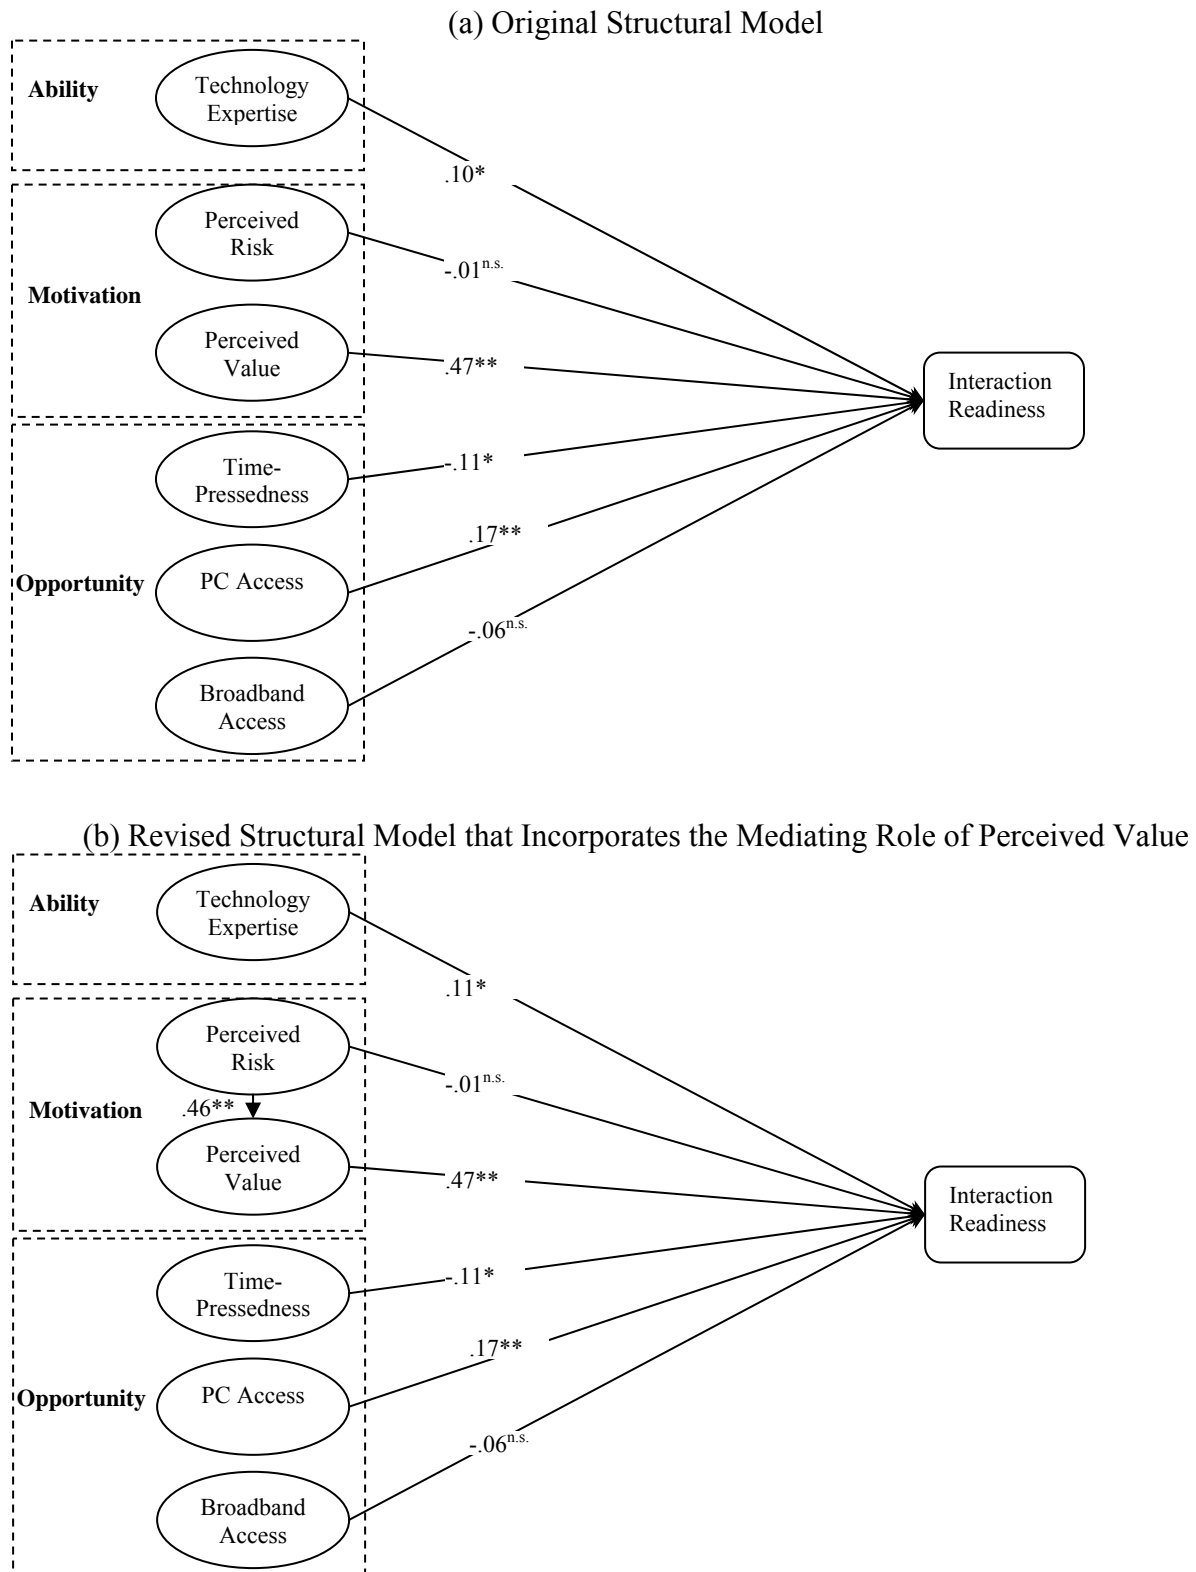 (a) Original Structural Model
Ability
Technology
Expertise
.10*
Motivation
Perceived
Risk
-.01n.s.
Perceived
Value
.47**
Interaction
Readiness
Opportunity
Time-
Pressedness
-.11*
PC Access
.17**
Broadband
Access
-.06n.s.
(b) Revised Structural Model that Incorporates the Mediating Role of Perceived Value
Ability
Technology
Expertise
.11*
Motivation
Perceived
Risk
-.01n.s.
.46**
Perceived
Value
.47**
Interaction
Readiness
Opportunity
Time-
Pressedness
-.11*
PC Access
.17**
Broadband
Access
-.06n.s.